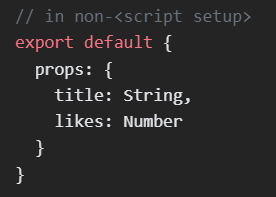 // in non-<script setup>
export default {
  props: {
    title: String,
    likes: Number
  }
}